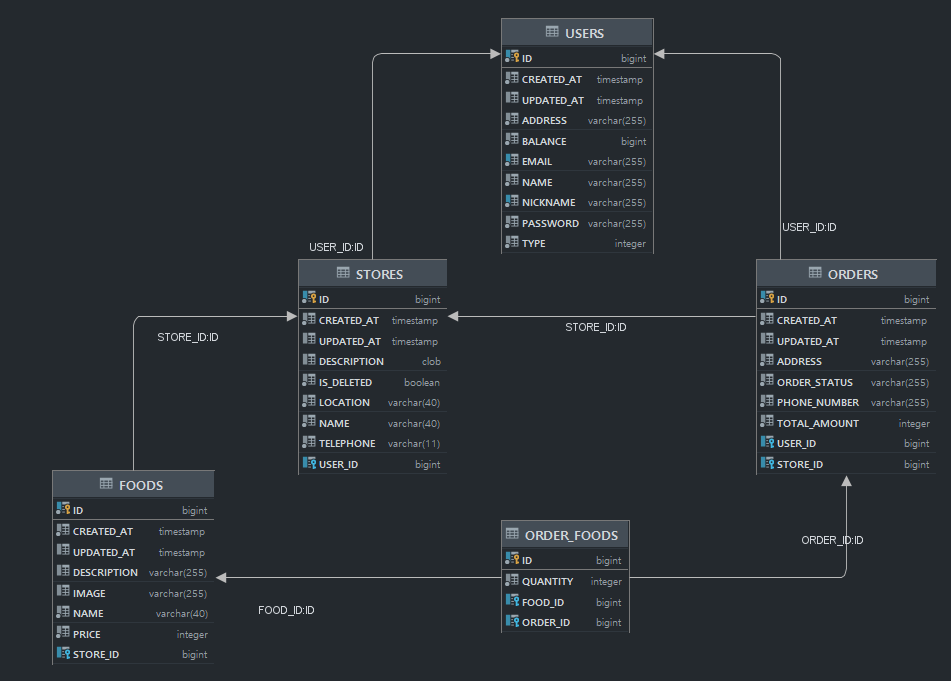 USERS
ID bigint
CREATED_AT timestamp
UPDATED_AT timestamp
ADDRESS varchar(255)
BALANCE bigint
EMAIL varchar(255)
NAME varchar(255)
NICKNAME varchar(255)
PASSWORD varchar(255)
TYPE integer
USER_ID:ID
USER_ID:ID
STORES
ID bigint
CREATED_AT timestamp
UPDATED_AT timestamp
DESCRIPTION clob
IS_DELETED boolean
LOCATION varchar(40)
NAME varchar(40)
TELEPHONE varchar(11)
USER_ID bigint
STORE_ID:ID
ORDERS
ID bigint
CREATED_AT timestamp
UPDATED_AT timestamp
ADDRESS varchar(255)
ORDER_STATUS varchar(255)
PHONE_NUMBER varchar(255)
TOTAL_AMOUNT integer
USER_ID bigint
STORE_ID bigint
STORE_ID:ID
FOODS
ID bigint
CREATED_AT timestamp
UPDATED_AT timestamp
DESCRIPTION varchar(255)
IMAGE varchar(255)
NAME varchar(40)
PRICE integer
STORE_ID bigint
ORDER_FOODS
ID bigint
QUANTITY integer
FOOD_ID bigint
ORDER_ID bigint
ORDER_ID:ID
FOOD_ID:ID